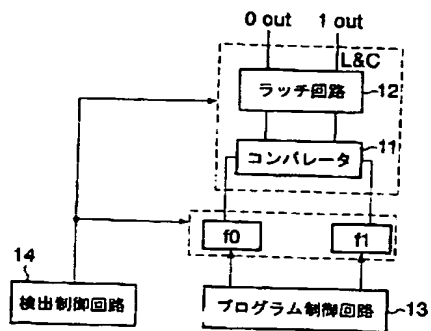 0 out 1 out
L&C
ラッチ回路
12
11
コンパレータ
f0 f1
14
検出制御回路
プログラム制御回路
13